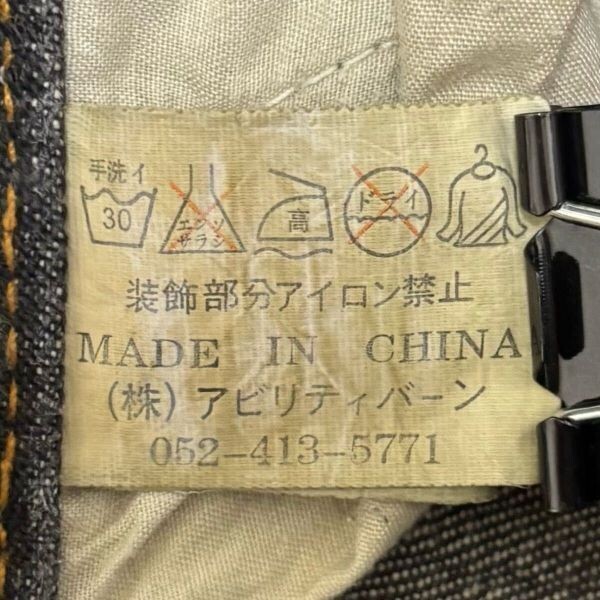 手洗イ
30
エンソ
サラシ
高
ドライ
装飾部分アイロン禁止
MADE IN CHINA
(株)アビリティバーン
052-413-5771